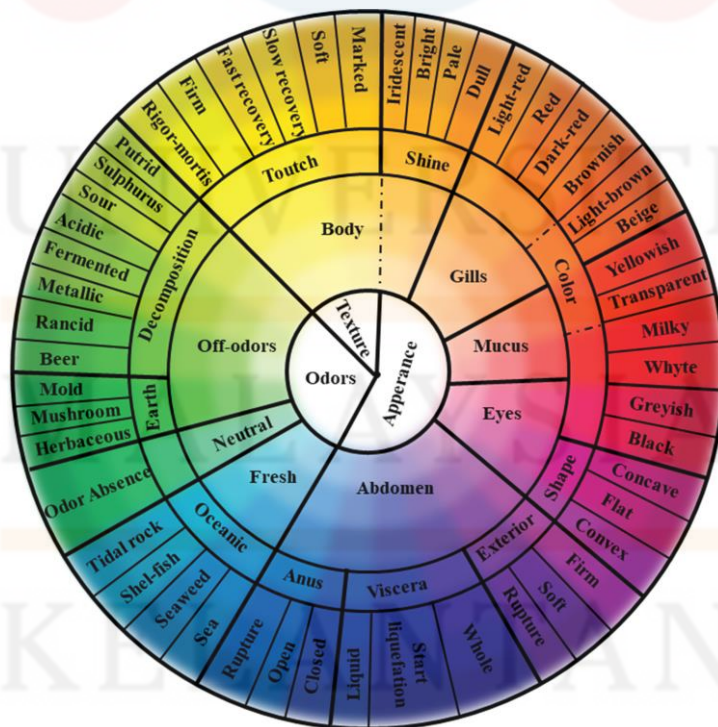 Iridescent
Bright
Pale
Dull
Light-red
Red
Dark-red
Brownish
Light-brown
Beige
Yellowish
Transparent
Milky
Whyte
Greyish
Black
Concave
Flat
Convex
Firm
Soft
Rupture
Whole
Start
liquefation
Liquid
Closed
Open
Rupture
Sea
Seaweed
Shel-fish
Tidal rock
Odor Absence
Herbaceous
Mushroom
Mold
Beer
Rancid
Metallic
Fermented
Acidic
Sour
Sulphurus
Putrid
Rigor-mortis
Firm
Fast recovery
Slow recovery
Soft
Marked
Shine
Color
Shape
Exterior
Viscera
Anus
Oceanic
Earth
Decomposition
Toutch
Body
Gills
Mucus
Eyes
Abdomen
Fresh
Neutral
Off-odors
Texture
Apperance
Odors
UNIVERSITI
MALAYSIA
KELANTAN